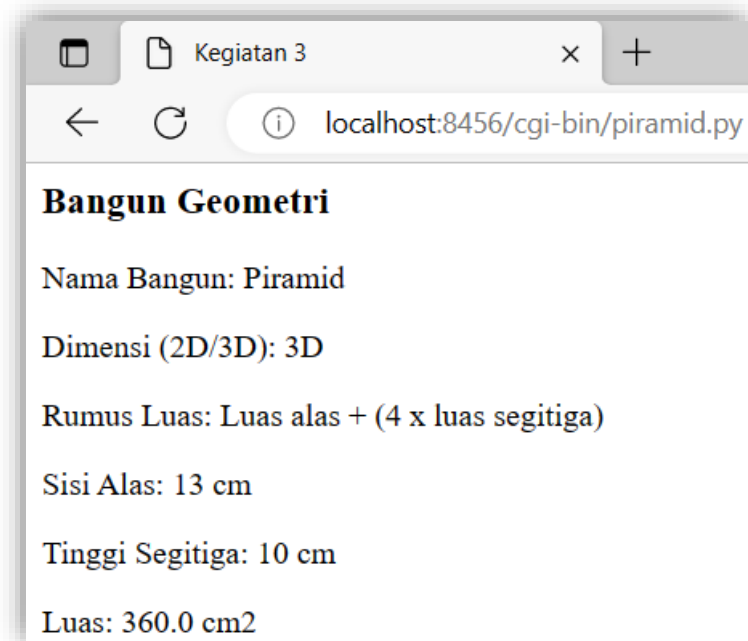 Kegiatan 3
localhost:8456/cgi-bin/piramid.py
Bangun Geometri
Nama Bangun: Piramid
Dimensi (2D/3D): 3D
Rumus Luas: Luas alas + (4 x luas segitiga)
Sisi Alas: 13 cm
Tinggi Segitiga: 10 cm
Luas: 360.0 cm2